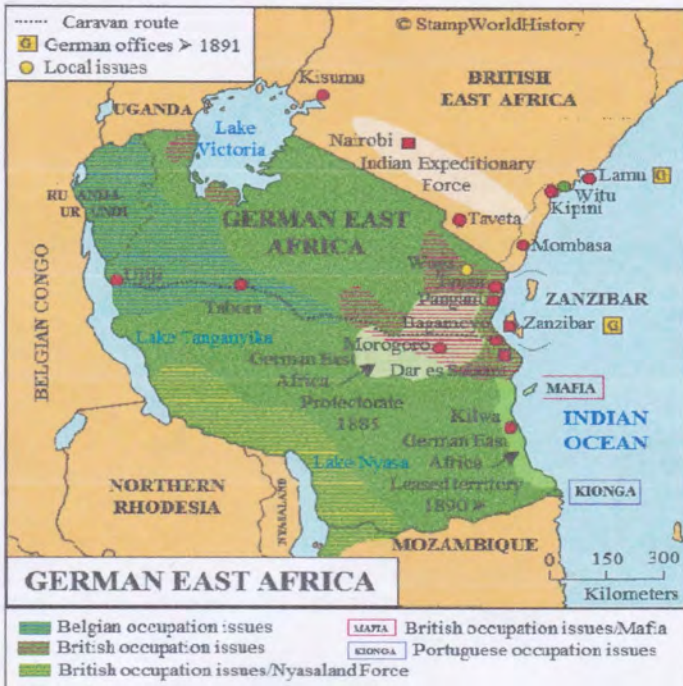 Caravan route
G German offices > 1891
Local issues
© StampWorldHistory
Kisumu
BRITISH
EAST AFRICA
UGANDA
Lake
Victoria
Nairobi
Indian Expeditionary
Force
Lamu G
Witu
Kipini
RUANDA-
URUNDI
GERMAN EAST
AFRICA
Taveta
Mombasa
BELGIAN CONGO
Ujiji
Tabora
Pangani
ZANZIBAR
Bagamoyo
Zanzibar G
Lake Tanganyika
Morogoro
German East
Africa
Protectorate
1885
Dar es Salaam
MAFIA
Kilwa
INDIAN
OCEAN
German East
Africa
Leased territory
1890 >
Lake Nyasa
NORTHERN
RHODESIA
NYASALAND
KIONGA
MOZAMBIQUE
0 150 300
Kilometers
GERMAN EAST AFRICA
Belgian occupation issues
British occupation issues
British occupation issues/Nyasaland Force
MAFIA British occupation issues/Mafia
KIONGA Portuguese occupation issues